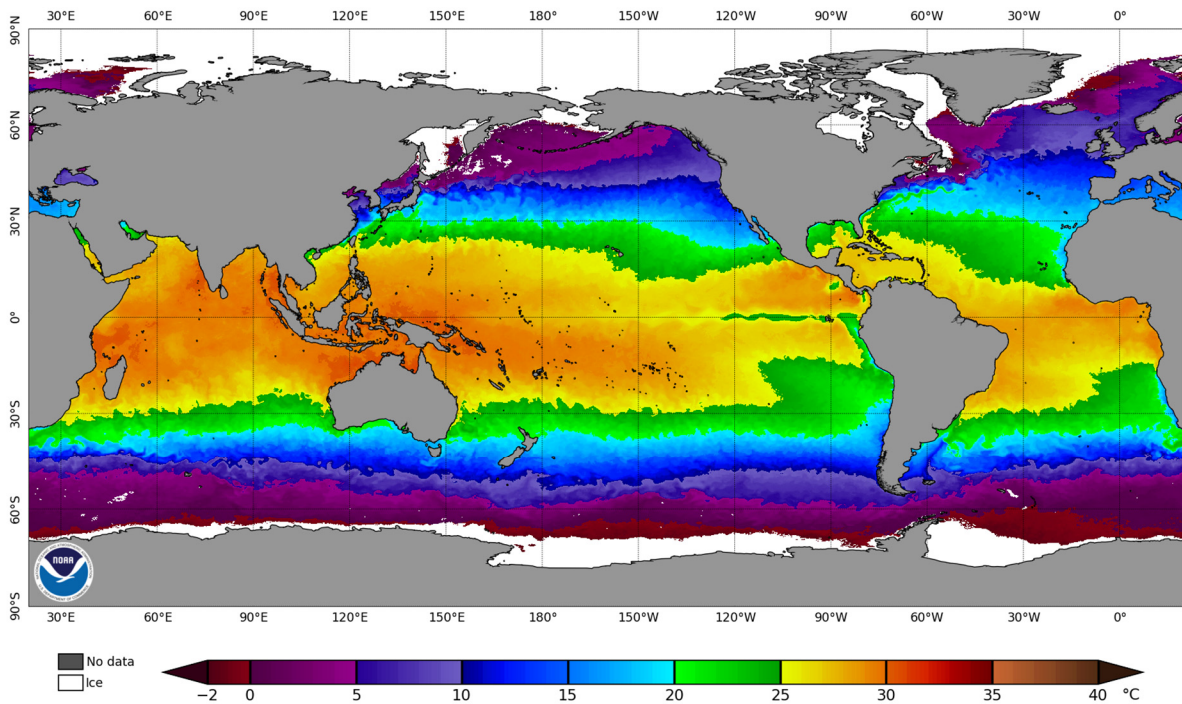 30°E 60°E 90°E 120°E 150°E 180° 150°W 120°W 90°W 60°W 30°W 0°
90°N
60°N
30°N
0°
30°S
60°S
90°S
NOAA
30°E 60°E 90°E 120°E 150°E 180° 150°W 120°W 90°W 60°W 30°W 0°
No data
Ice
−2 0 5 10 15 20 25 30 35 40 °C